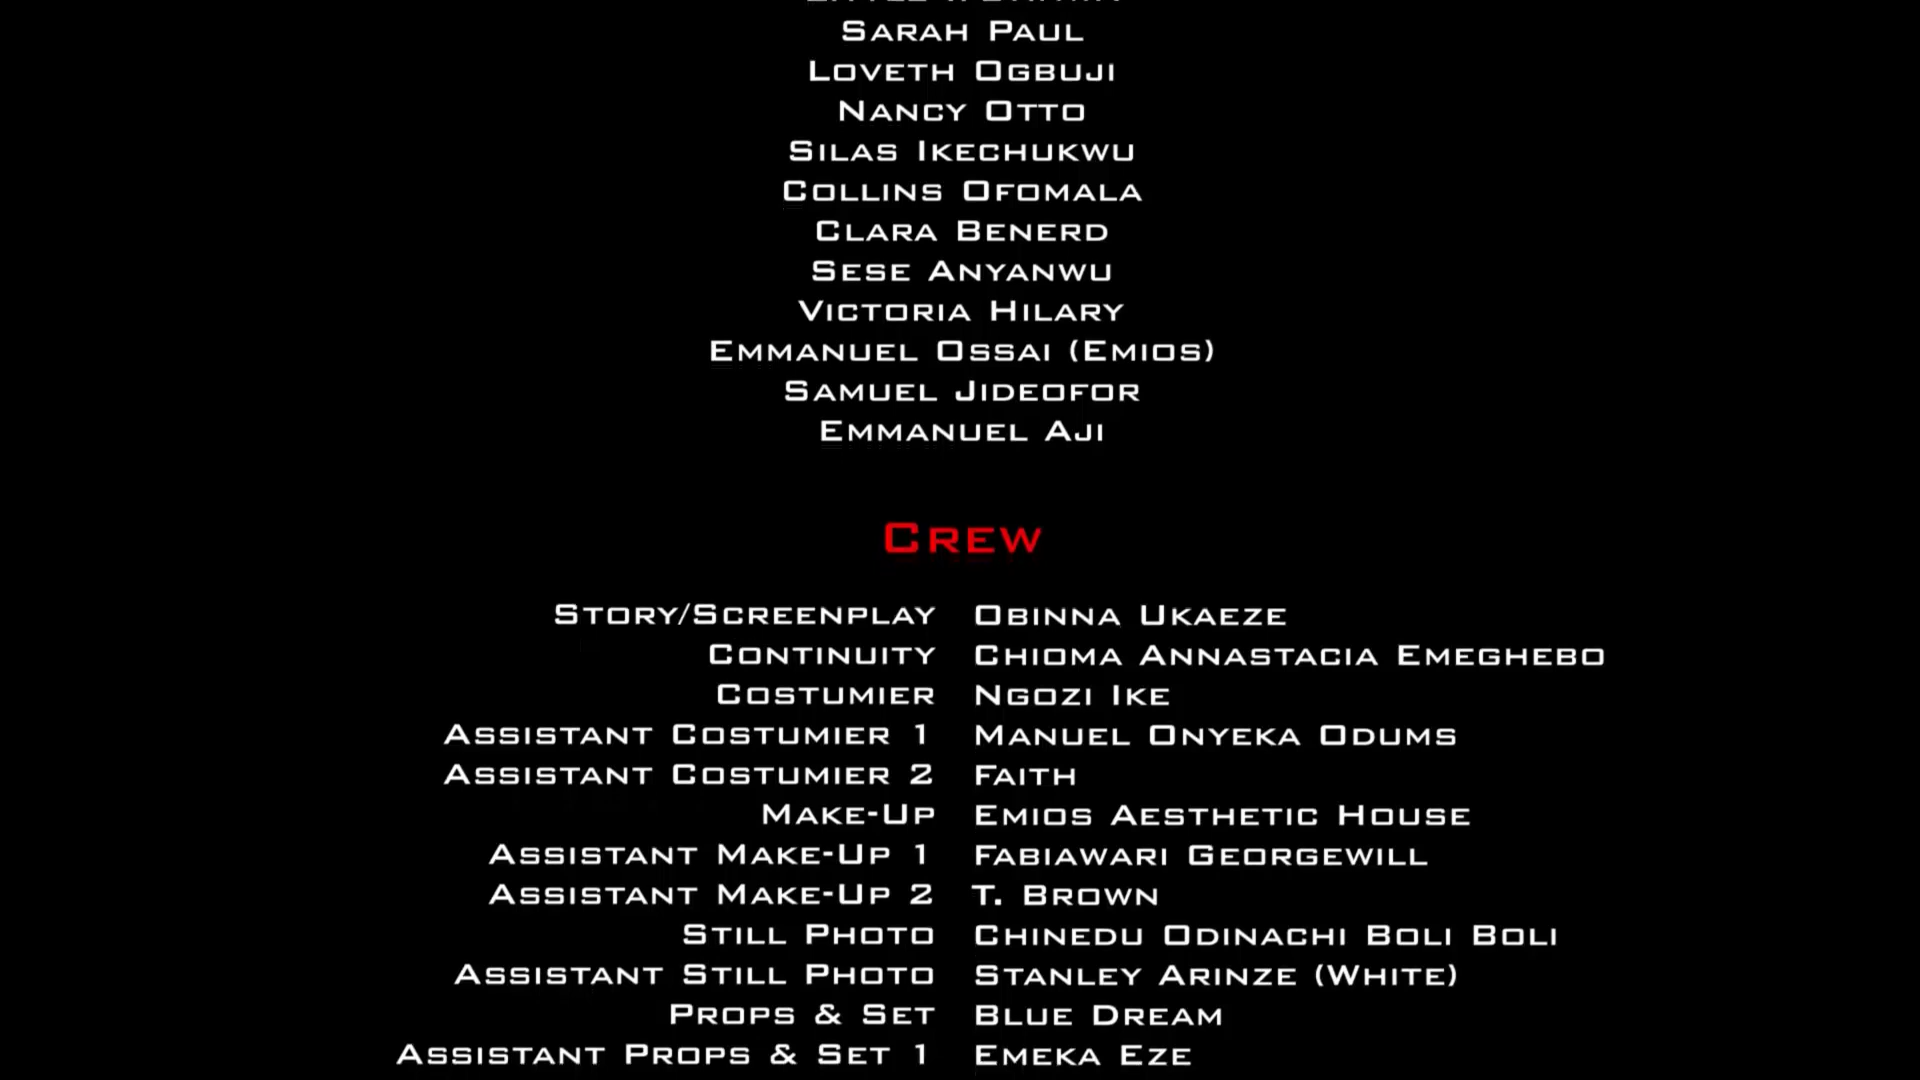 Sarah Paul
Loveth Ogbuji
Nancy Otto
Silas Ikechukwu
Collins Ofomala
Clara Benerd
Sese Anyanwu
Victoria Hilary
Emmanuel Ossai (Emios)
Samuel Jideofor
Emmanuel Aji
Crew
Story/Screenplay Obinna Ukaeze
Continuity Chioma Annastacia Emeghebo
Costumier Ngozi Ike
Assistant Costumier 1 Manuel Onyeka Odums
Assistant Costumier 2 Faith
Make-Up Emios Aesthetic House
Assistant Make-Up 1 Fabiawari Georgewill
Assistant Make-Up 2 T. Brown
Still Photo Chinedu Odinachi Boli Boli
Assistant Still Photo Stanley Arinze (White)
Props & Set Blue Dream
Assistant Props & Set 1 Emeka Eze